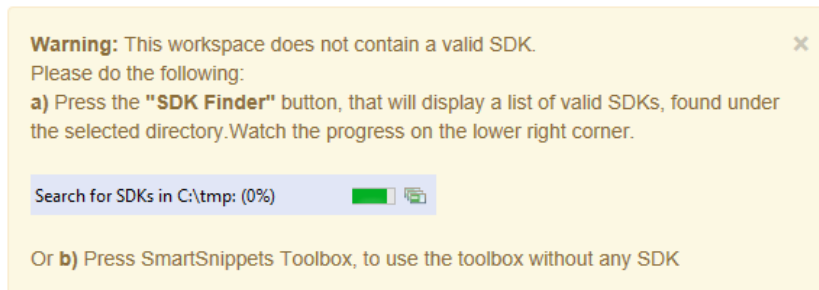 Warning: This workspace does not contain a valid SDK.
Please do the following:
a) Press the "SDK Finder" button, that will display a list of valid SDKs, found under
the selected directory.Watch the progress on the lower right corner.
Search for SDKs in C:\tmp: (0%)
Or b) Press SmartSnippets Toolbox, to use the toolbox without any SDK